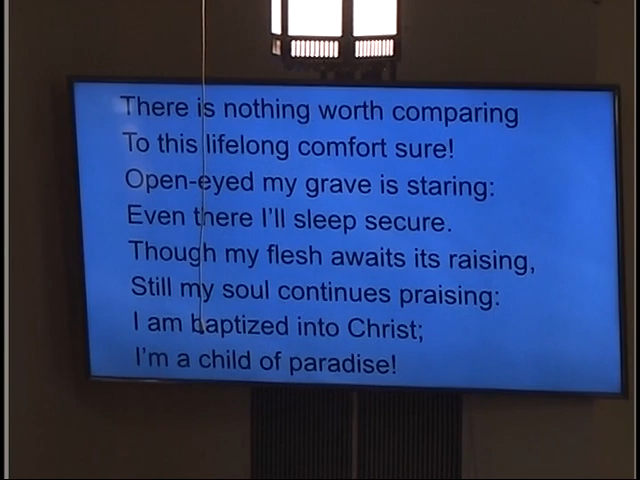 There is nothing worth comparing
To this lifelong comfort sure!
Open-eyed my grave is staring:
Even there I'll sleep secure.
Though my flesh awaits its raising,
Still my soul continues praising:
I am baptized into Christ;
I'm a child of paradise!